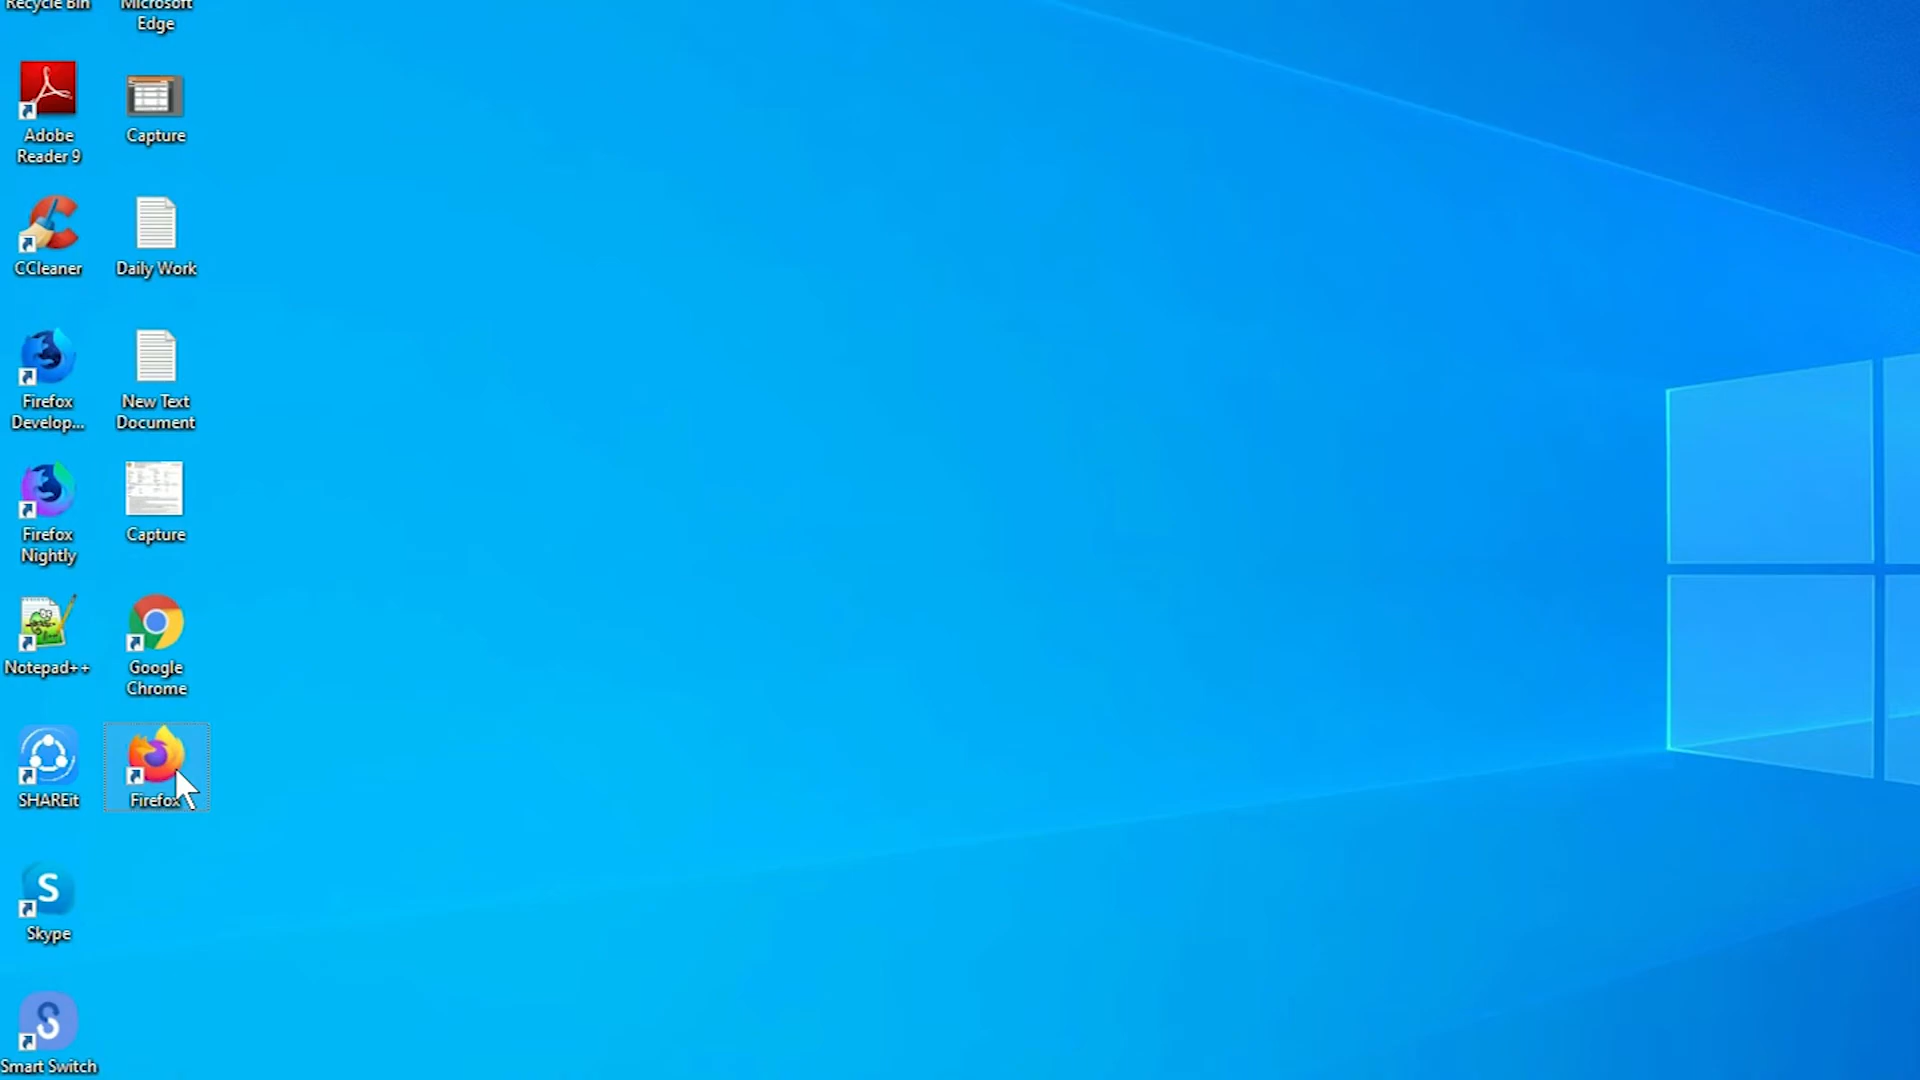 Recycle Bin
Microsoft
Edge
Adobe
Reader 9
Capture
CCleaner
Daily Work
Firefox
Develop...
New Text
Document
Firefox
Nightly
Capture
Notepad++
Google
Chrome
SHAREit
Firefox
Skype
Smart Switch